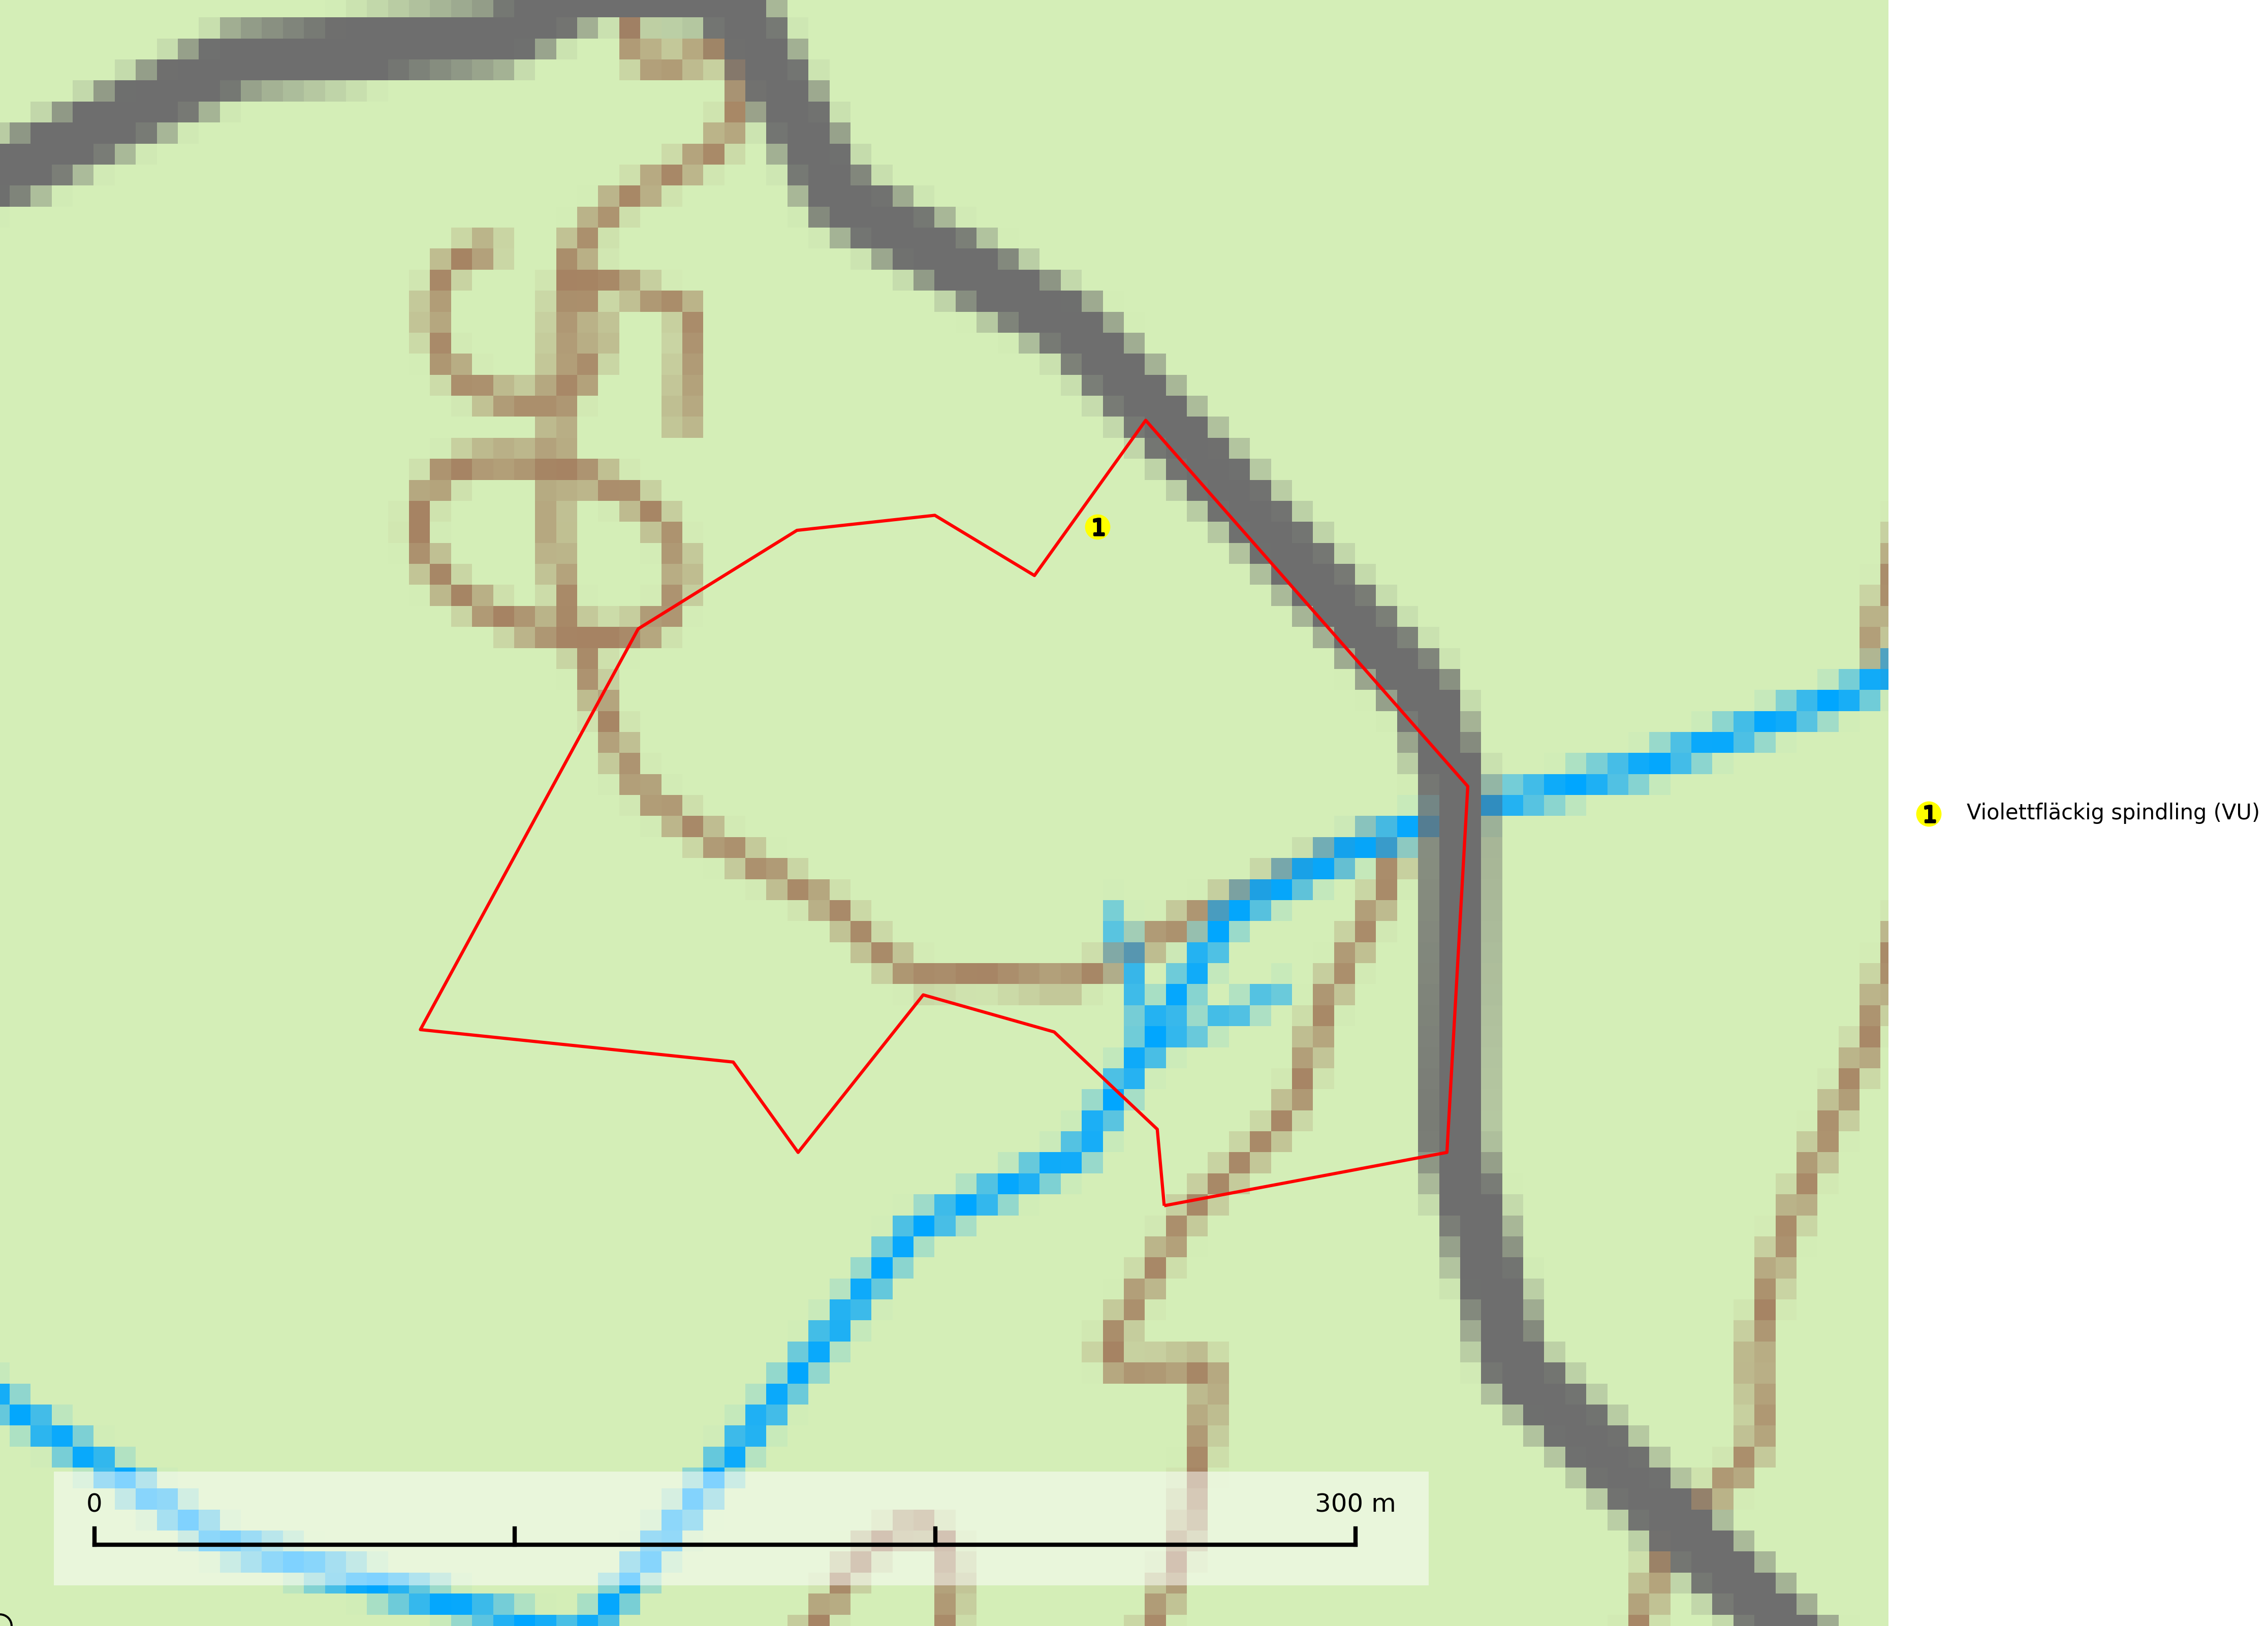 1
1 Violettfläckig spindling (VU)
0 300 m